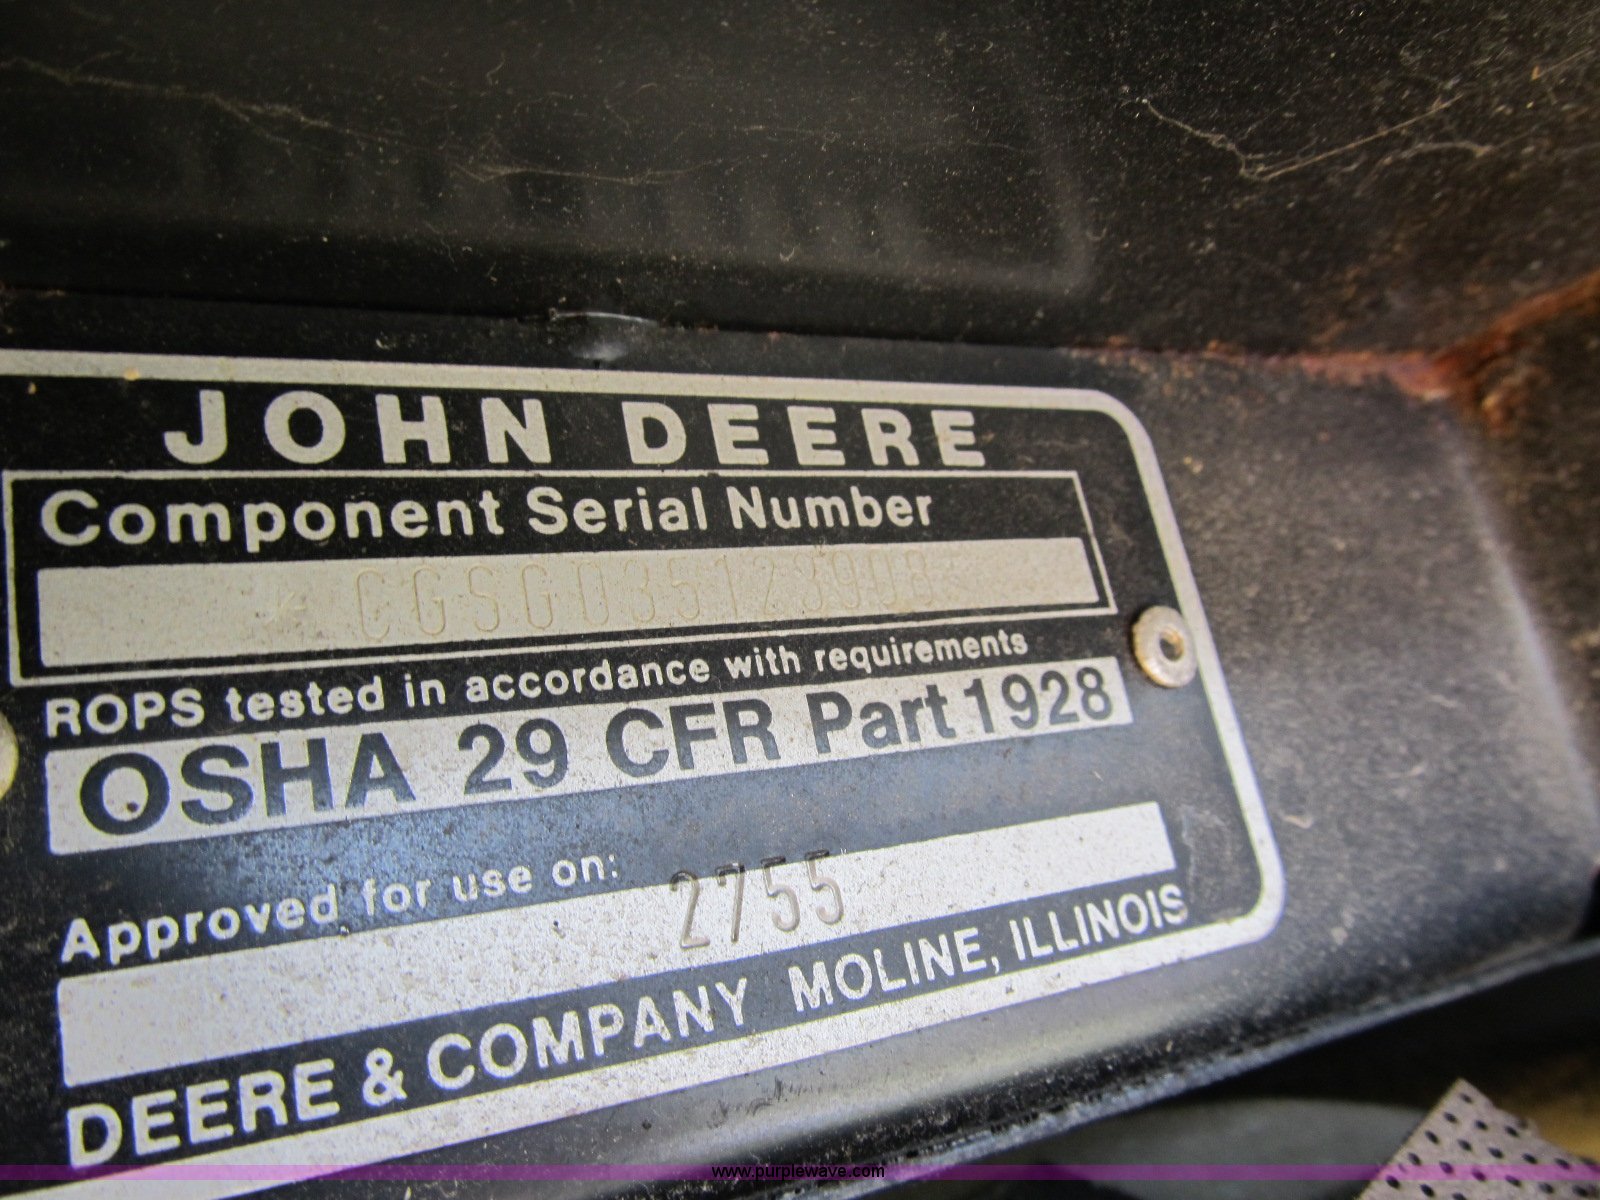 JOHN DEERE
Component Serial Number
CGSG035123908
ROPS tested in accordance with requirements
OSHA 29 CFR Part 1928
Approved for use on:
2755
DEERE & COMPANY MOLINE, ILLINOIS
www.purplewave.com